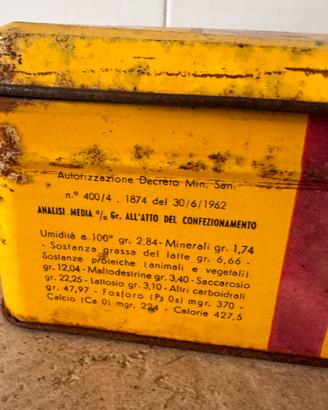 Autorizzazione Decreto Min. San.
n.° 400/4 . 1874 del 30/6/1962
ANALISI MEDIA % Gr. ALL'ATTO DEL CONFEZIONAMENTO
Umidità a 100° gr. 2,84 - Minerali gr. 1,74
- Sostanza grassa del latte gr. 6,66 -
Sostanze proteiche (animali e vegetali)
gr. 12,04 - Maltodestrine gr. 3,40 - Saccarosio
gr. 22,25 - Lattosio gr. 3,10 - Altri carboidrati
gr. 47,97 - Fosforo (P2 05) mgr. 370 -
Calcio (Ca 0) mgr. 224 - Calorie 427,5